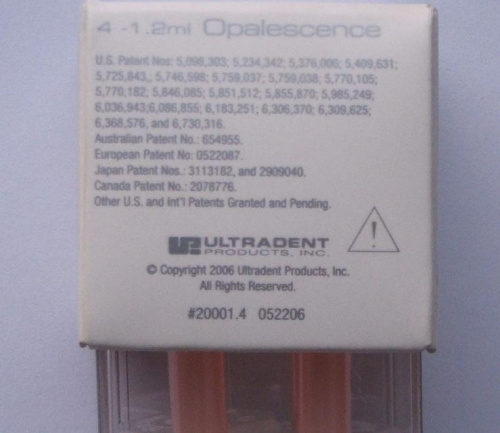 4 -1.2ml Opalescence
U.S. Patent Nos: 5,098,303; 5,234,342; 5,376,006; 5,409,631;
5,725,843,; 5,746,598; 5,759,037; 5,759,038; 5,770,105;
5,770,182; 5,846,085; 5,851,512; 5,855,870; 5,985,249;
6,036,943;6,086,855; 6,183,251; 6,306,370; 6,309,625;
6,368,576, and 6,730,316.
Australian Patent No.: 654955.
European Patent No: 0522087.
Japan Patent Nos.: 3113182, and 2909040.
Canada Patent No.: 2078776.
Other U.S. and Int'l Patents Granted and Pending.
ULTRADENT
PRODUCTS, INC.
!
© Copyright 2006 Ultradent Products, Inc.
All Rights Reserved.
#20001.4 052206